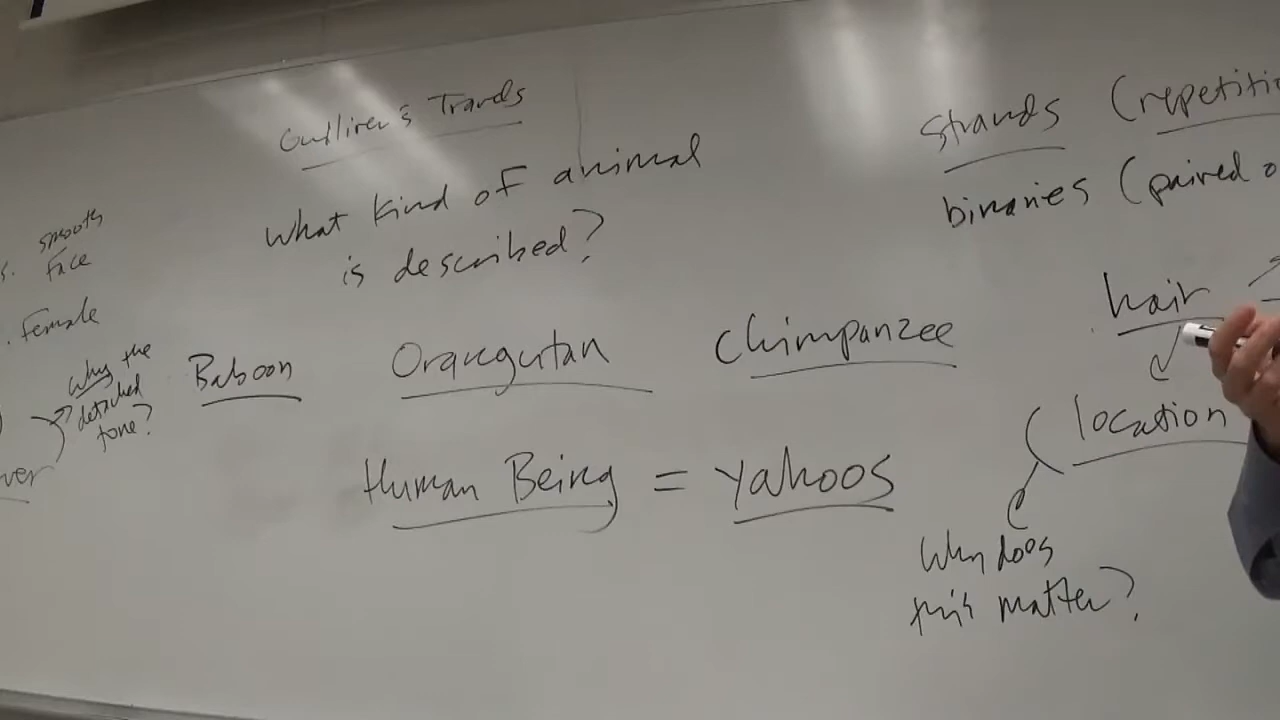 Gulliver's Travels
What kind of animal
is described?
Baboon
Orangutan
Chimpanzee
Human Being = Yahoos
smooth
face
female
Why the
detached
tone?
strands (repetiti
binaries (paired o
hair
(location
Why does
this matter?